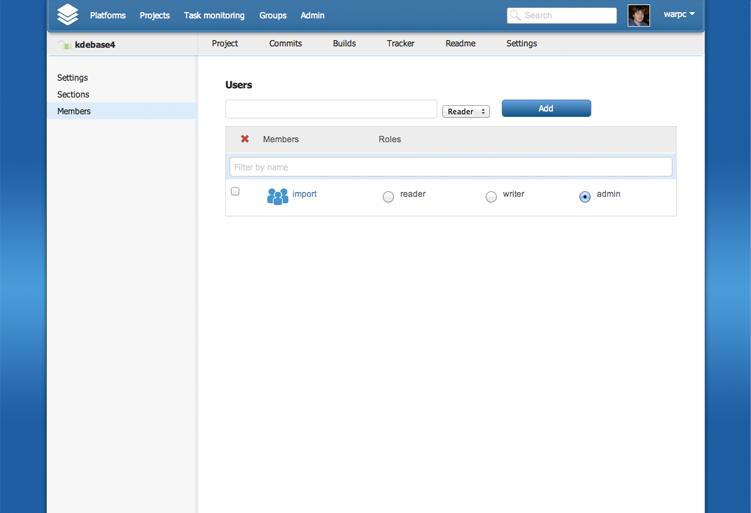 Platforms Projects Task monitoring Groups Admin Search warpc
kdebase4 Project Commits Builds Tracker Readme Settings
Settings
Sections
Members
Users
Reader Add
Members Roles
Filter by name
import reader writer admin